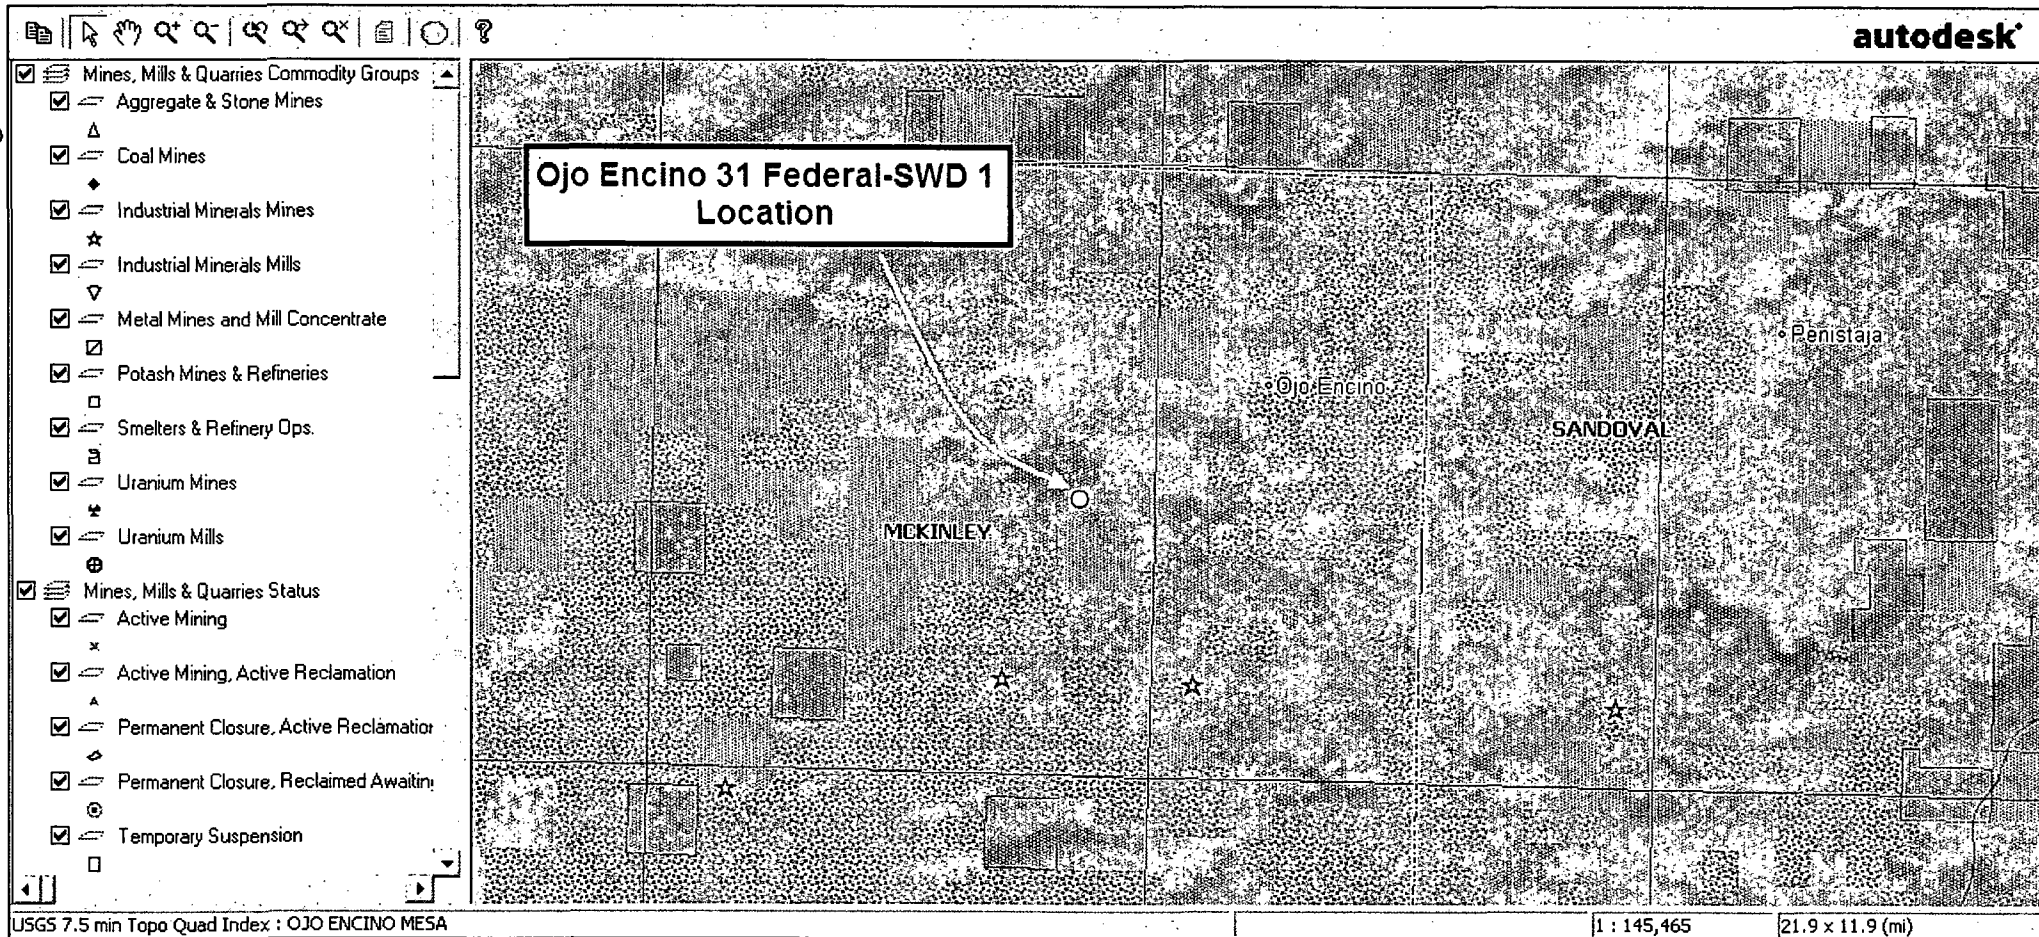 autodesk
Mines, Mills & Quarries Commodity Groups
Aggregate & Stone Mines
Coal Mines
Industrial Minerals Mines
Industrial Minerals Mills
Metal Mines and Mill Concentrate
Potash Mines & Refineries
Smelters & Refinery Ops.
Uranium Mines
Uranium Mills
Mines, Mills & Quarries Status
Active Mining
Active Mining, Active Reclamation
Permanent Closure, Active Reclamation
Permanent Closure, Reclaimed Awaiting
Temporary Suspension
Ojo Encino 31 Federal-SWD 1
Location
Penistaja
Ojo Encino
SANDOVAL
MCKINLEY
USGS 7.5 min Topo Quad Index : OJO ENCINO MESA
1 : 145,465
21.9 x 11.9 (mi)